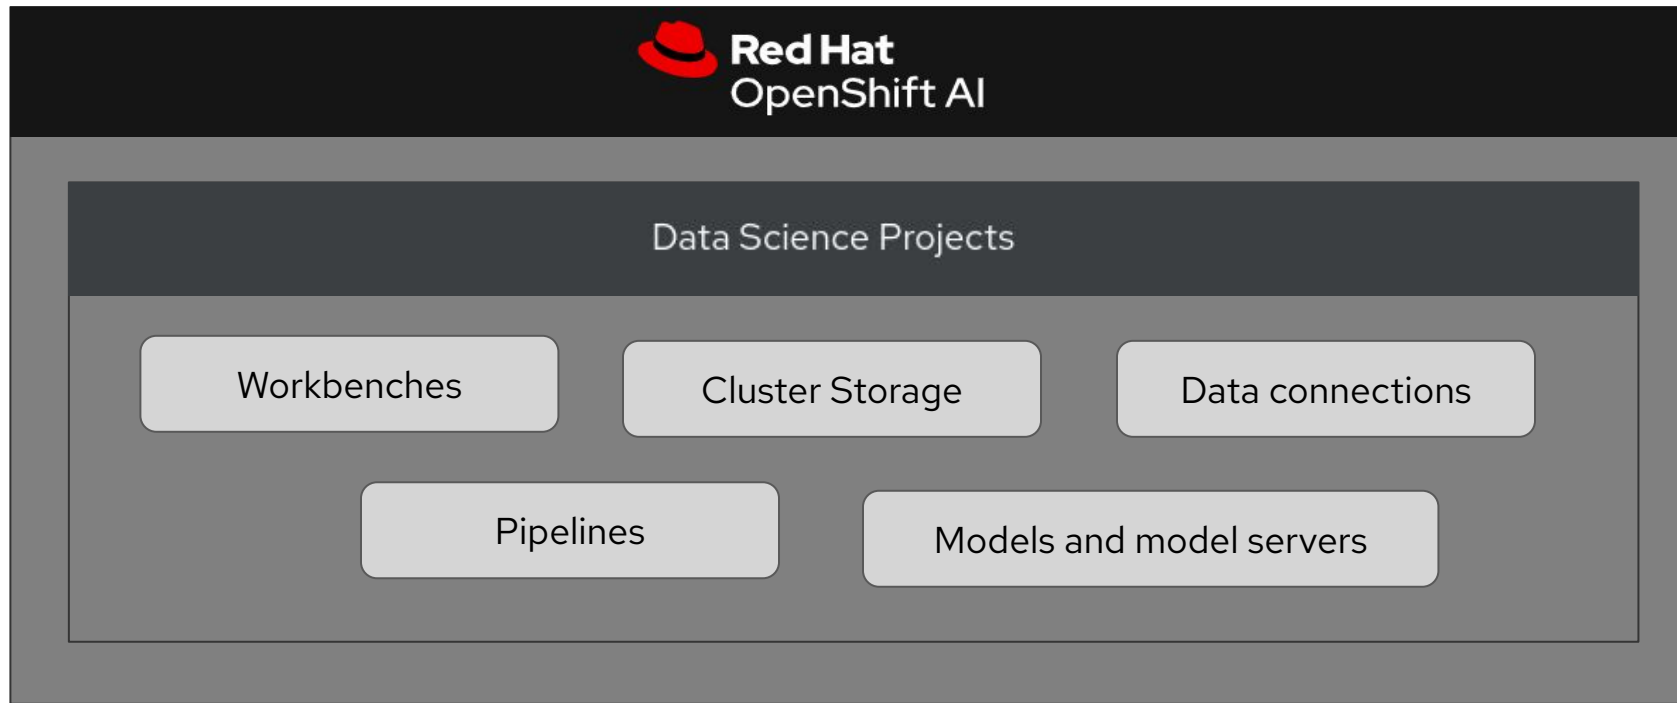 Red Hat
OpenShift AI
Data Science Projects
Workbenches
Cluster Storage
Data connections
Pipelines
Models and model servers